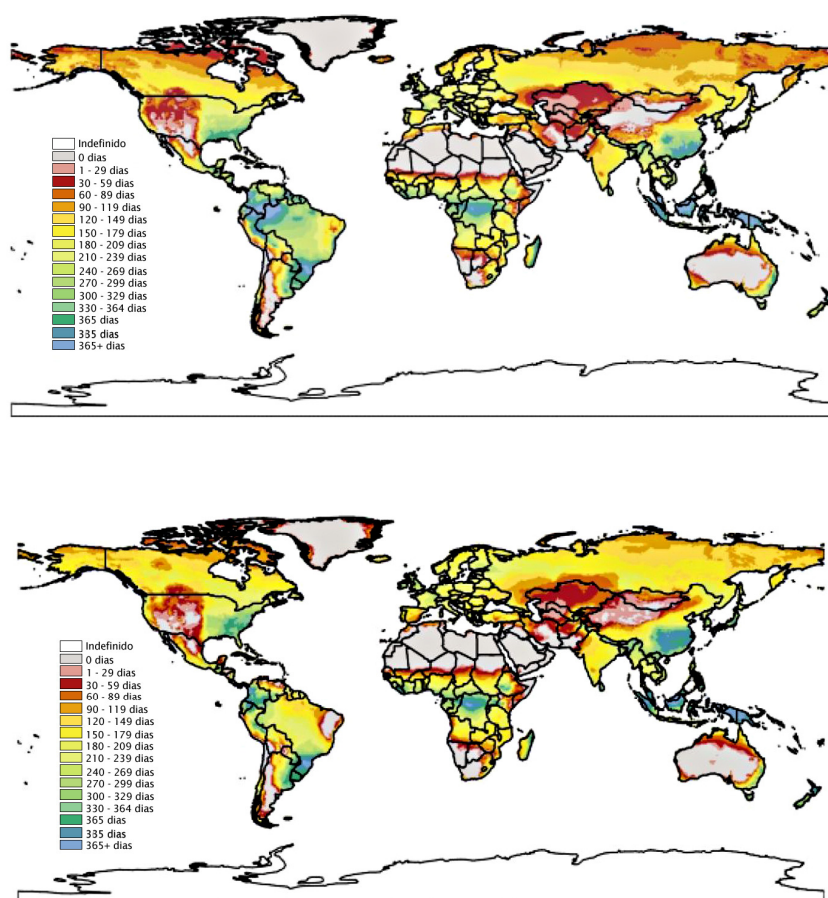 Indefinido
0 dias
1 - 29 dias
30 - 59 dias
60 - 89 dias
90 - 119 dias
120 - 149 dias
150 - 179 dias
180 - 209 dias
210 - 239 dias
240 - 269 dias
270 - 299 dias
300 - 329 dias
330 - 364 dias
365 dias
335 dias
365+ dias
Indefinido
0 dias
1 - 29 dias
30 - 59 dias
60 - 89 dias
90 - 119 dias
120 - 149 dias
150 - 179 dias
180 - 209 dias
210 - 239 dias
240 - 269 dias
270 - 299 dias
300 - 329 dias
330 - 364 dias
365 dias
335 dias
365+ dias